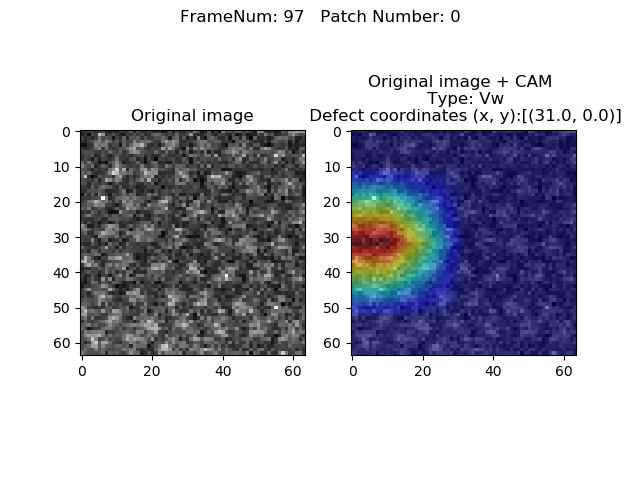 FrameNum: 97   Patch Number: 0
Original image
Original image + CAM
Type: Vw
Defect coordinates (x, y):[(31.0, 0.0)]
0
10
20
30
40
50
60
0 20 40 60
0
10
20
30
40
50
60
0 20 40 60